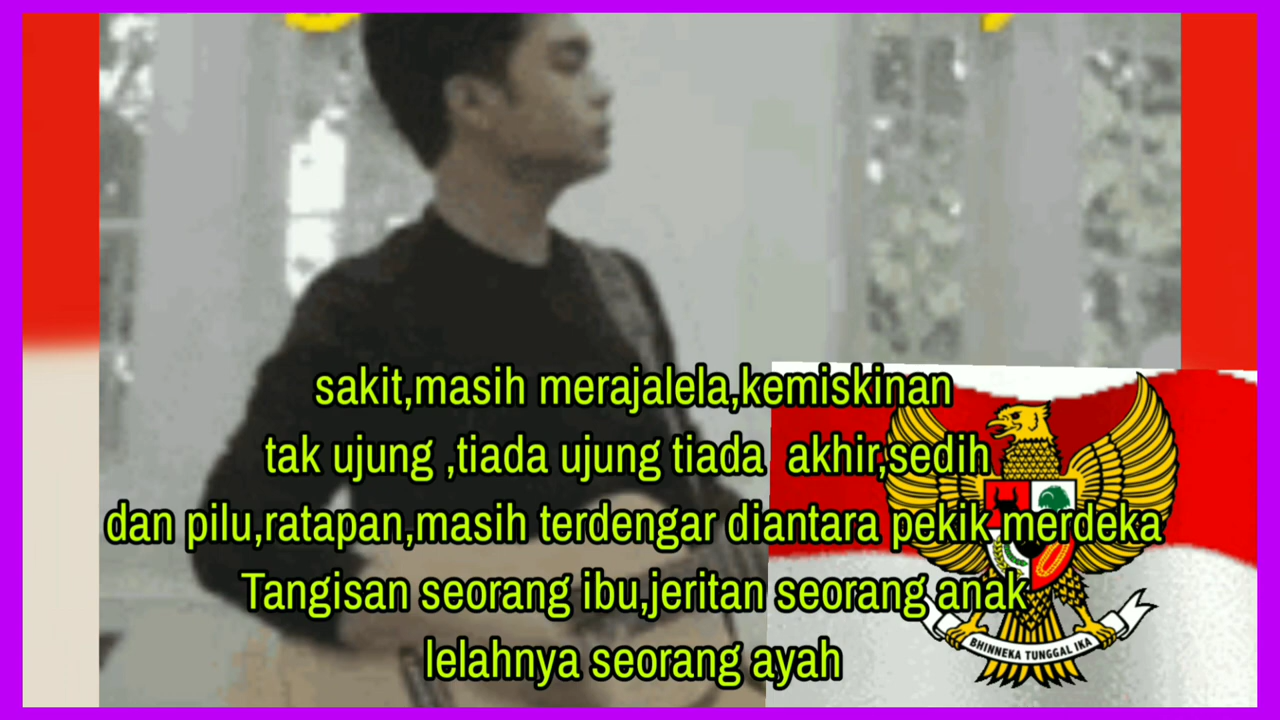 sakit,masih merajalela,kemiskinan
tak ujung ,tiada ujung tiada  akhir,sedih
dan pilu,ratapan,masih terdengar diantara pekik merdeka
Tangisan seorang ibu,jeritan seorang anak
lelahnya seorang ayah
BHINNEKA TUNGGAL IKA